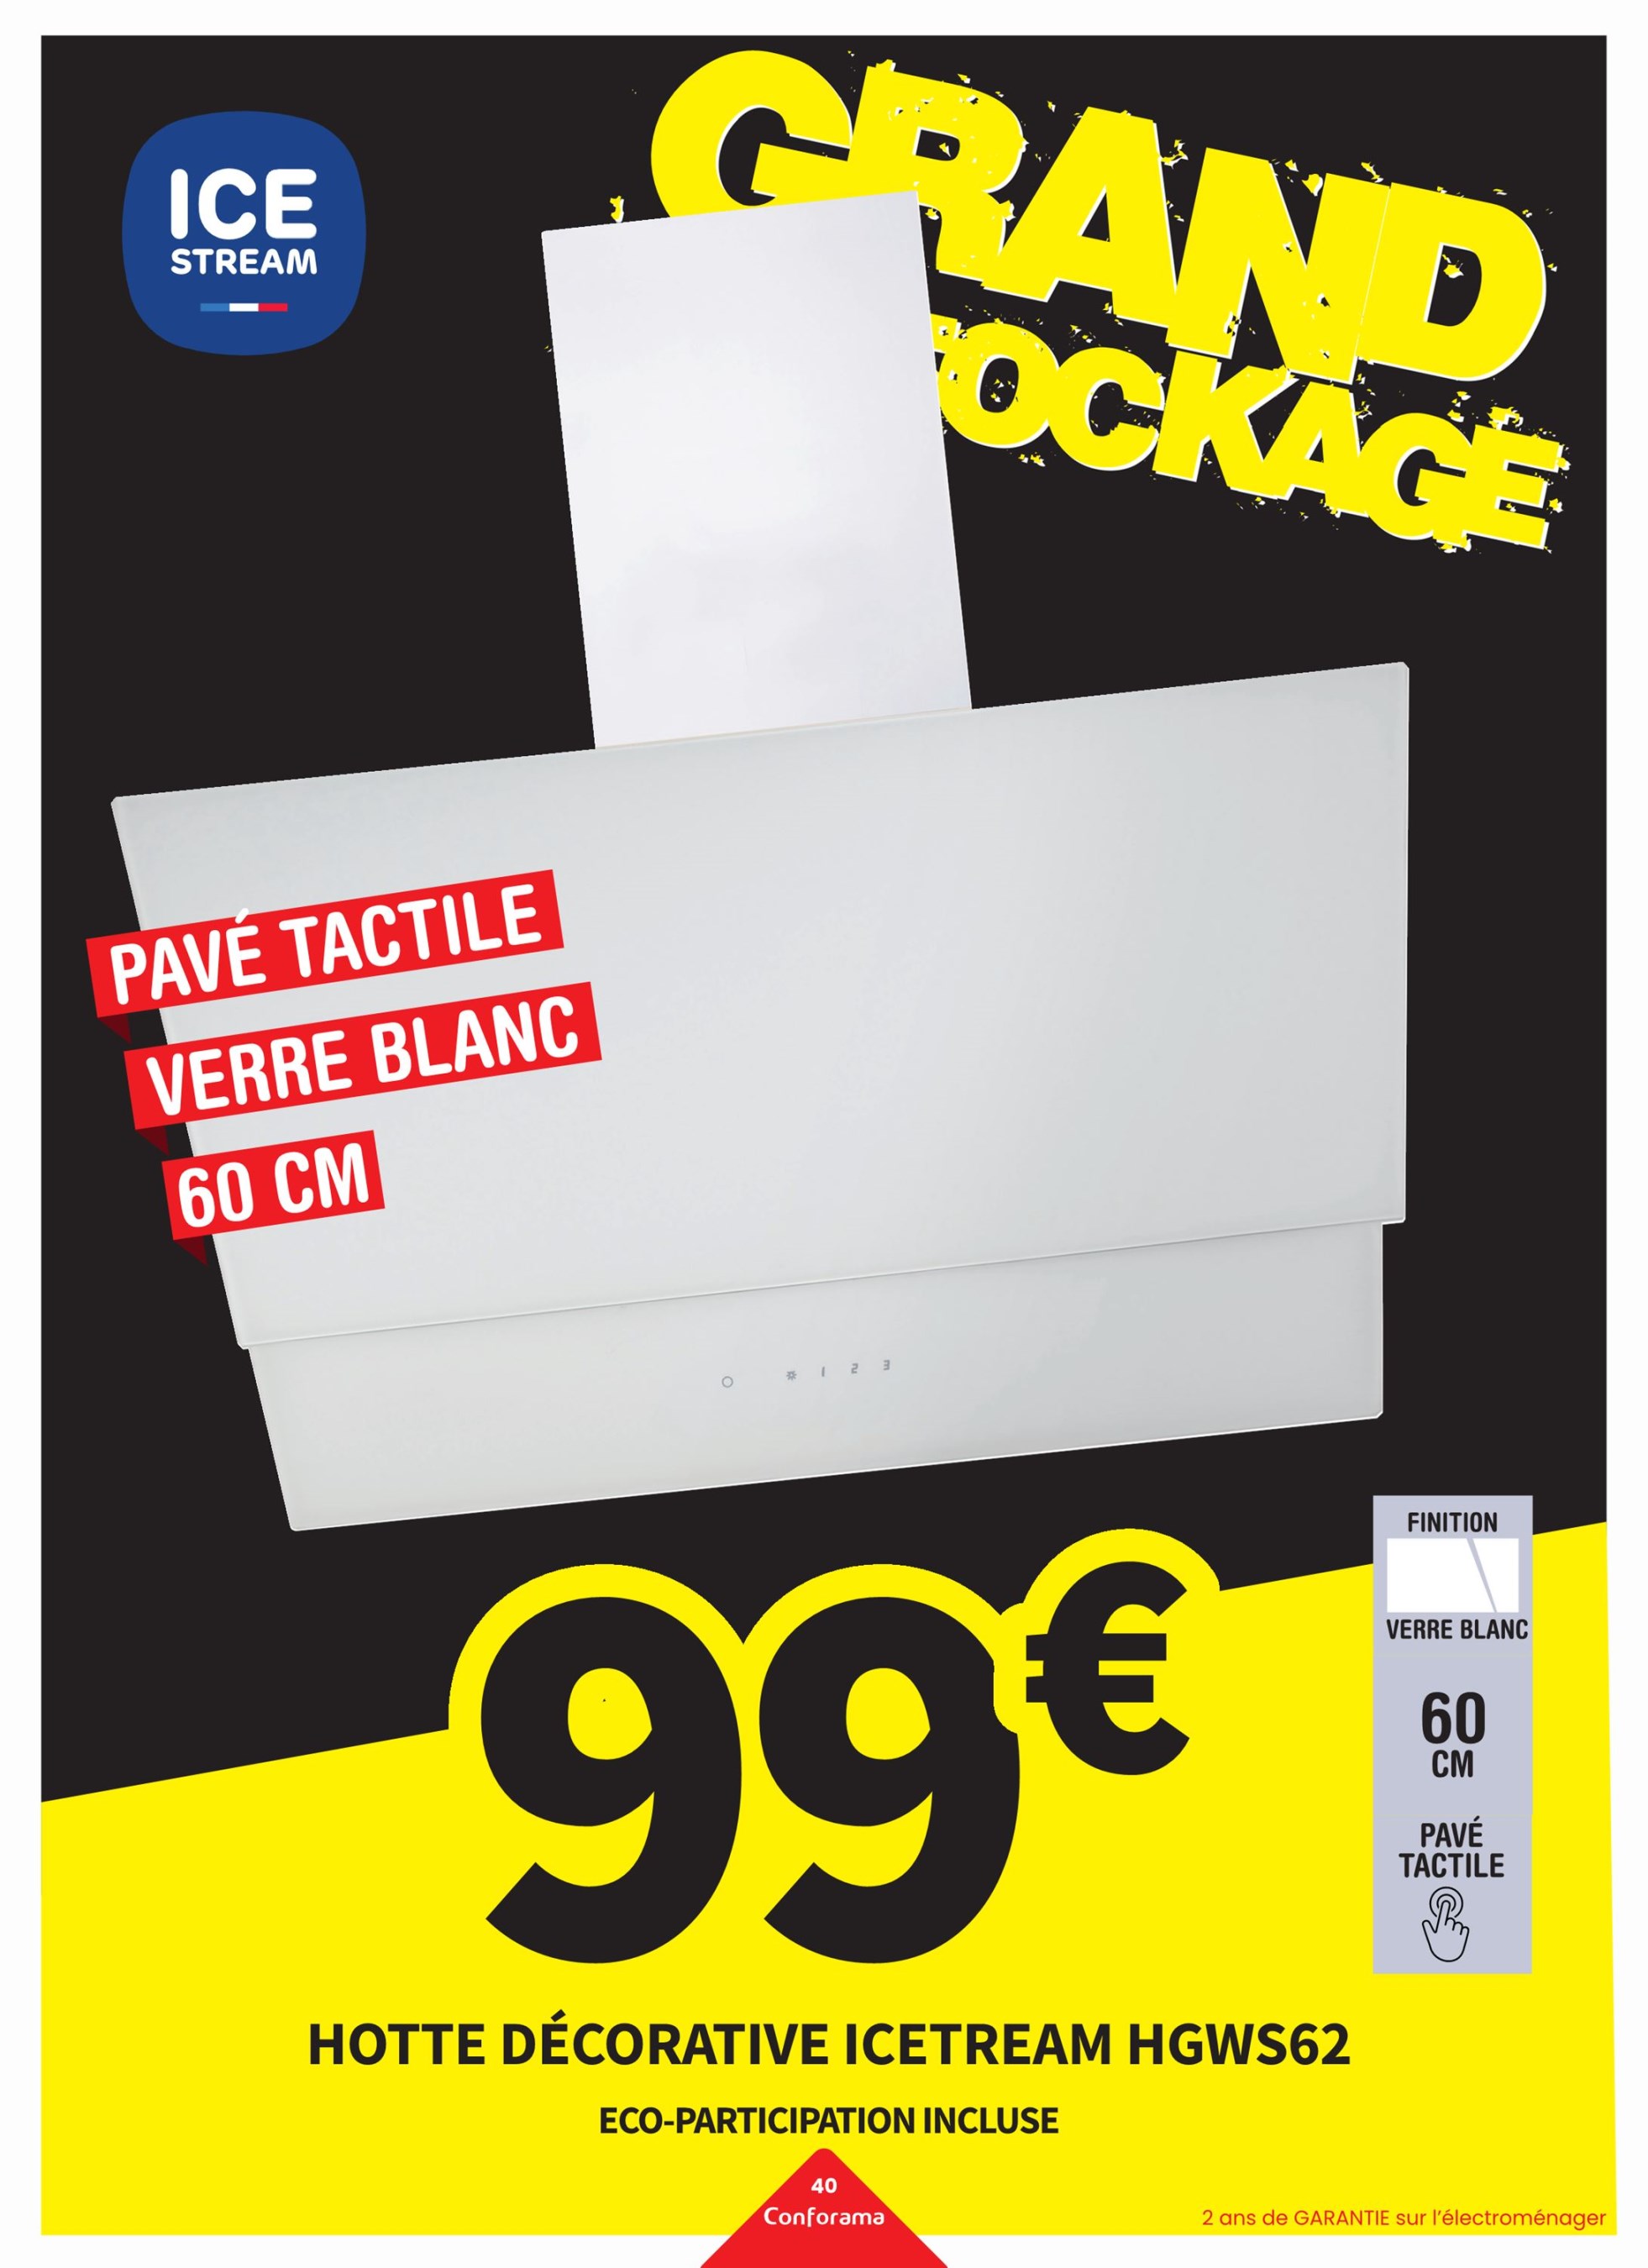 ICE
STREAM
GRAND
OCKAGE
PAVÉ TACTILE
VERRE BLANC
60 CM
1 2 3
FINITION
VERRE BLANC
60
CM
PAVÉ
TACTILE
99€
HOTTE DÉCORATIVE ICETREAM HGWS62
ECO-PARTICIPATION INCLUSE
40
Conforama
2 ans de GARANTIE sur l'électroménager